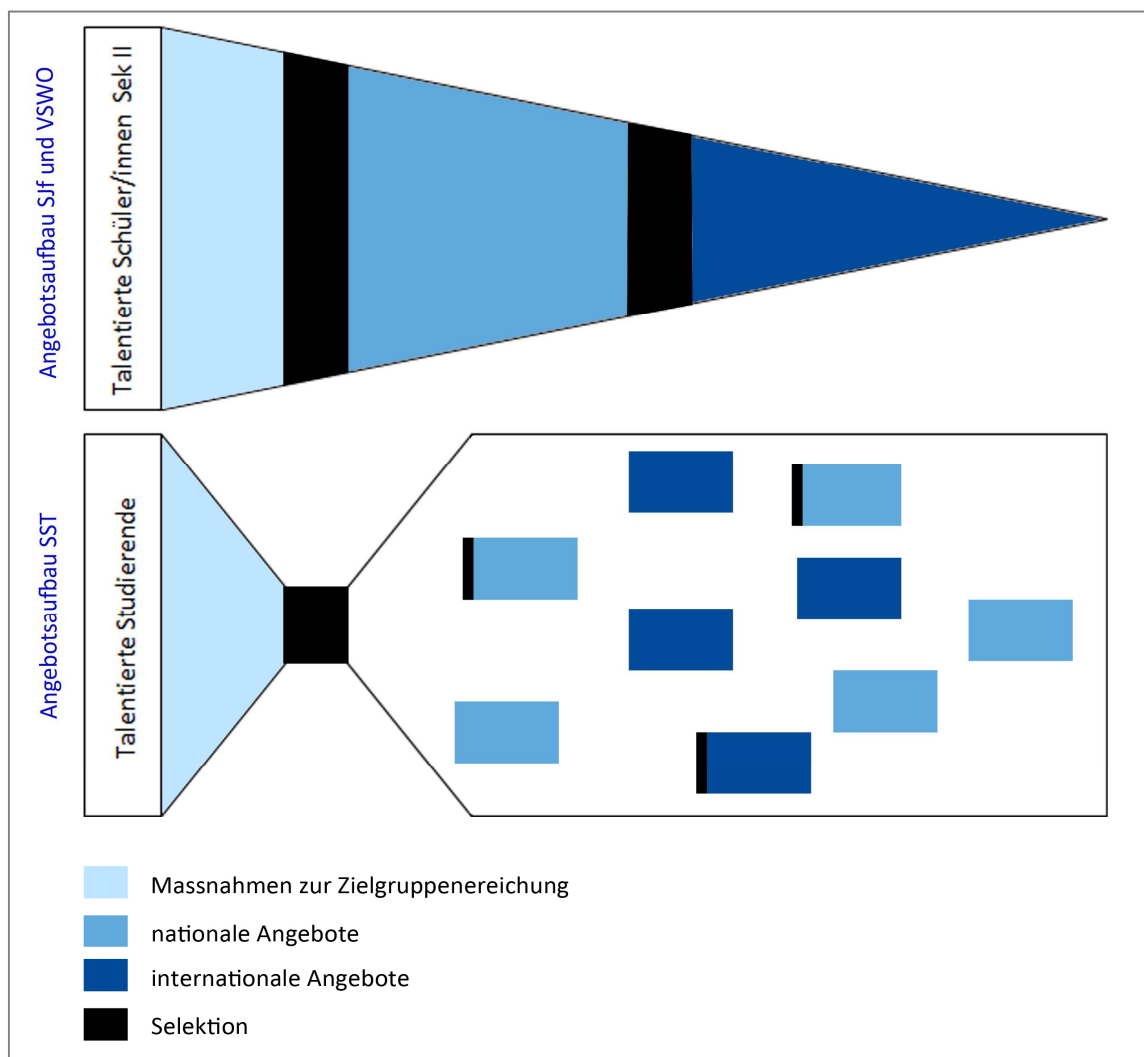 Angebotsaufbau SJf und VSWO
Talentierte Schüler/innen Sek II
Angebotsaufbau SST
Talentierte Studierende
Massnahmen zur Zielgruppenereichung
nationale Angebote
internationale Angebote
Selektion